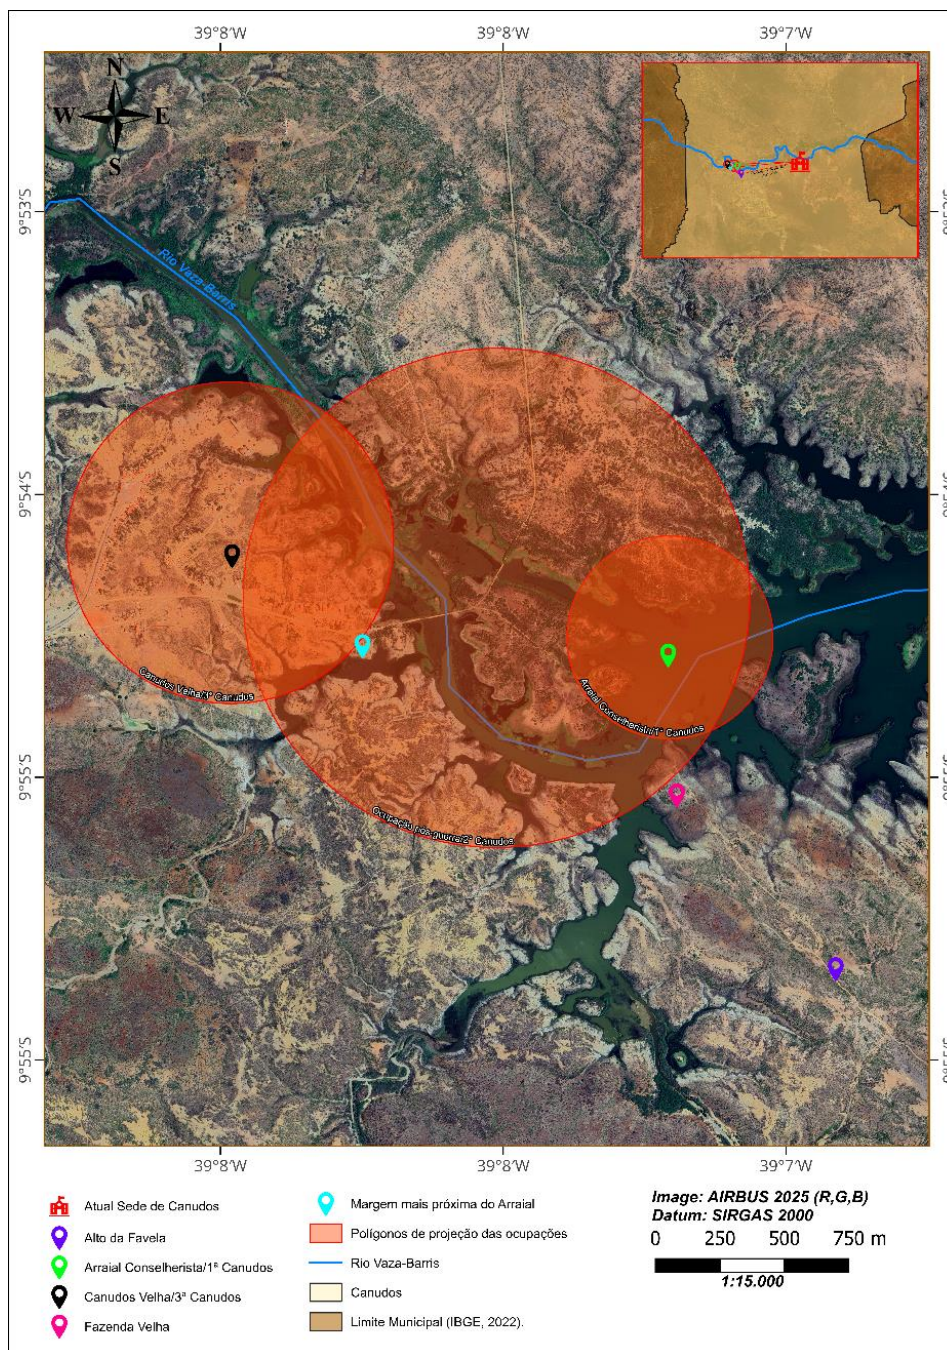 39°8'W 39°8'W 39°7'W
N
W E
S
9°53'S
Rio Vaza-Barris
9°54'S
9°54'S
Canudos Velha/3ª Canudos
Arraial Conselherista/1ª Canudos
Ocupação pós-guerra/2ª Canudos
9°55'S
9°55'S
39°8'W 39°8'W 39°7'W
Atual Sede de Canudos
Alto da Favela
Arraial Conselherista/1ª Canudos
Canudos Velha/3ª Canudos
Fazenda Velha
Margem mais próxima do Arraial
Polígonos de projeção das ocupações
Rio Vaza-Barris
Canudos
Limite Municipal (IBGE, 2022).
Image: AIRBUS 2025 (R,G,B)
Datum: SIRGAS 2000
0 250 500 750 m
1:15.000